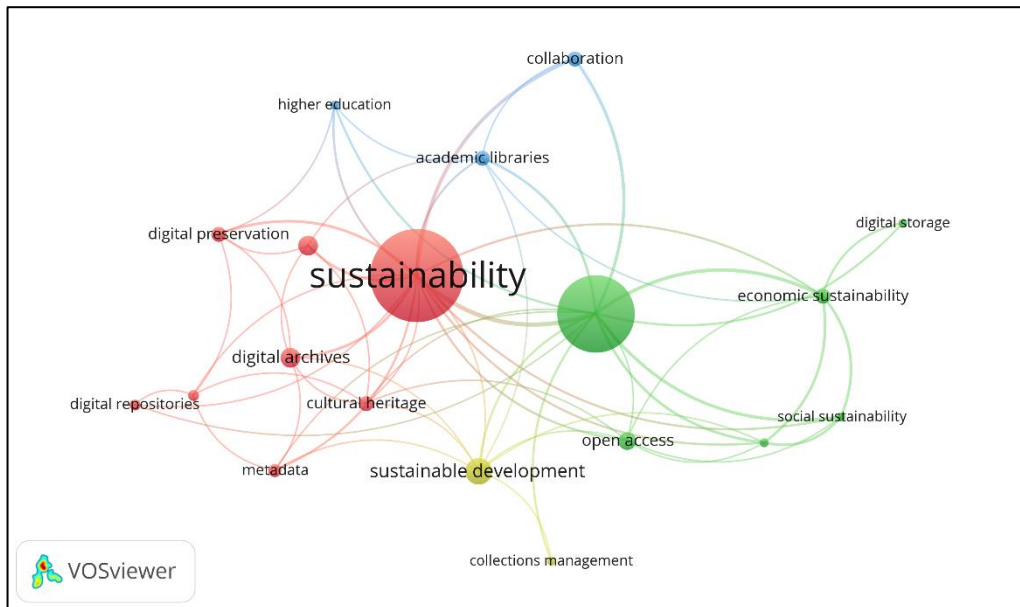 collaboration
higher education
academic libraries
digital storage
digital preservation
sustainability
economic sustainability
digital archives
digital repositories
cultural heritage
social sustainability
open access
metadata
sustainable development
collections management
VOSviewer